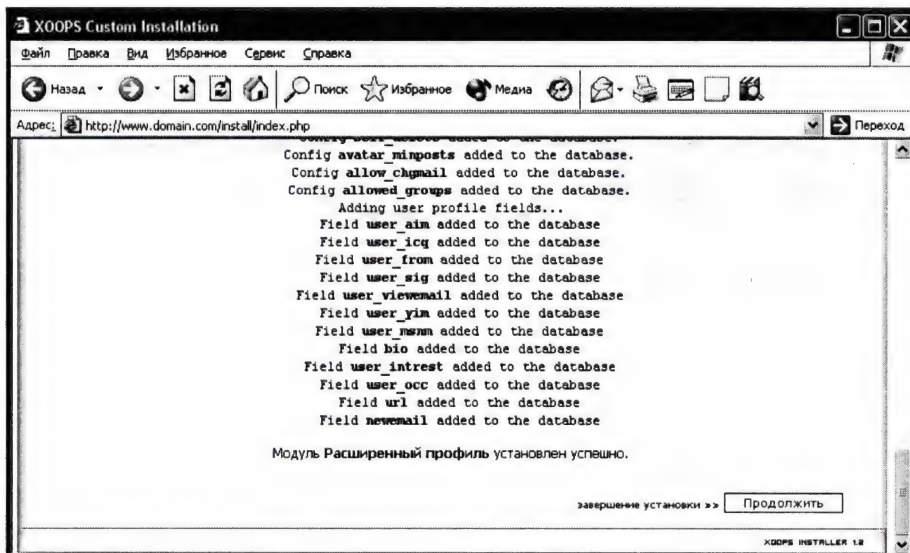 XOOPS Custom Installation
Файл Правка Вид Избранное Сервис Справка
Назад Поиск Избранное Медиа
Адрес: http://www.domain.com/install/index.php Переход
added to the database.
Config avatar_minposts added to the database.
Config allow_chgmail added to the database.
Config allowed_groups added to the database.
Adding user profile fields...
Field user_aim added to the database
Field user_icq added to the database
Field user_from added to the database
Field user_sig added to the database
Field user_viewemail added to the database
Field user_yim added to the database
Field user_msnm added to the database
Field bio added to the database
Field user_intrest added to the database
Field user_occ added to the database
Field url added to the database
Field newemail added to the database
Модуль Расширенный профиль установлен успешно.
завершение установки >> Продолжить
XOOPS INSTALLER 1.2